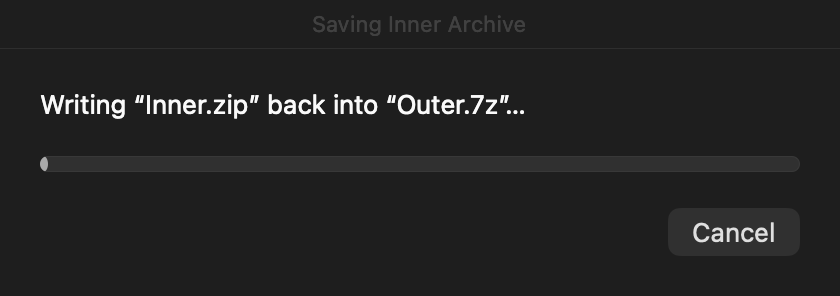 Saving Inner Archive
Writing “Inner.zip” back into “Outer.7z”...
Cancel